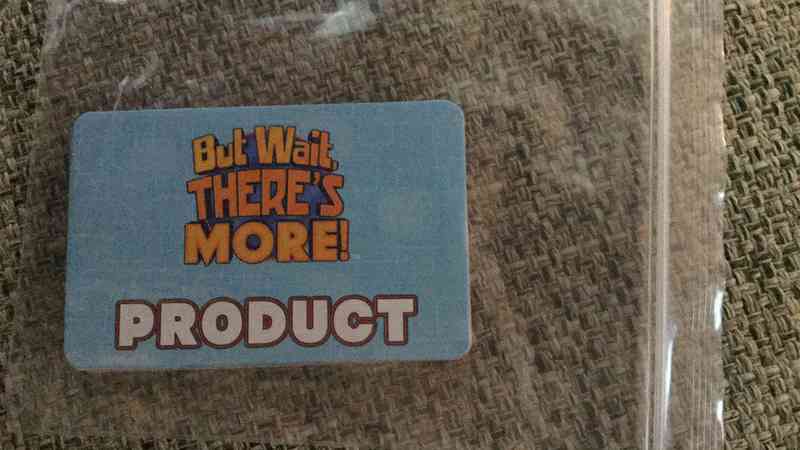 But Wait,
THERE'S
MORE!
PRODUCT